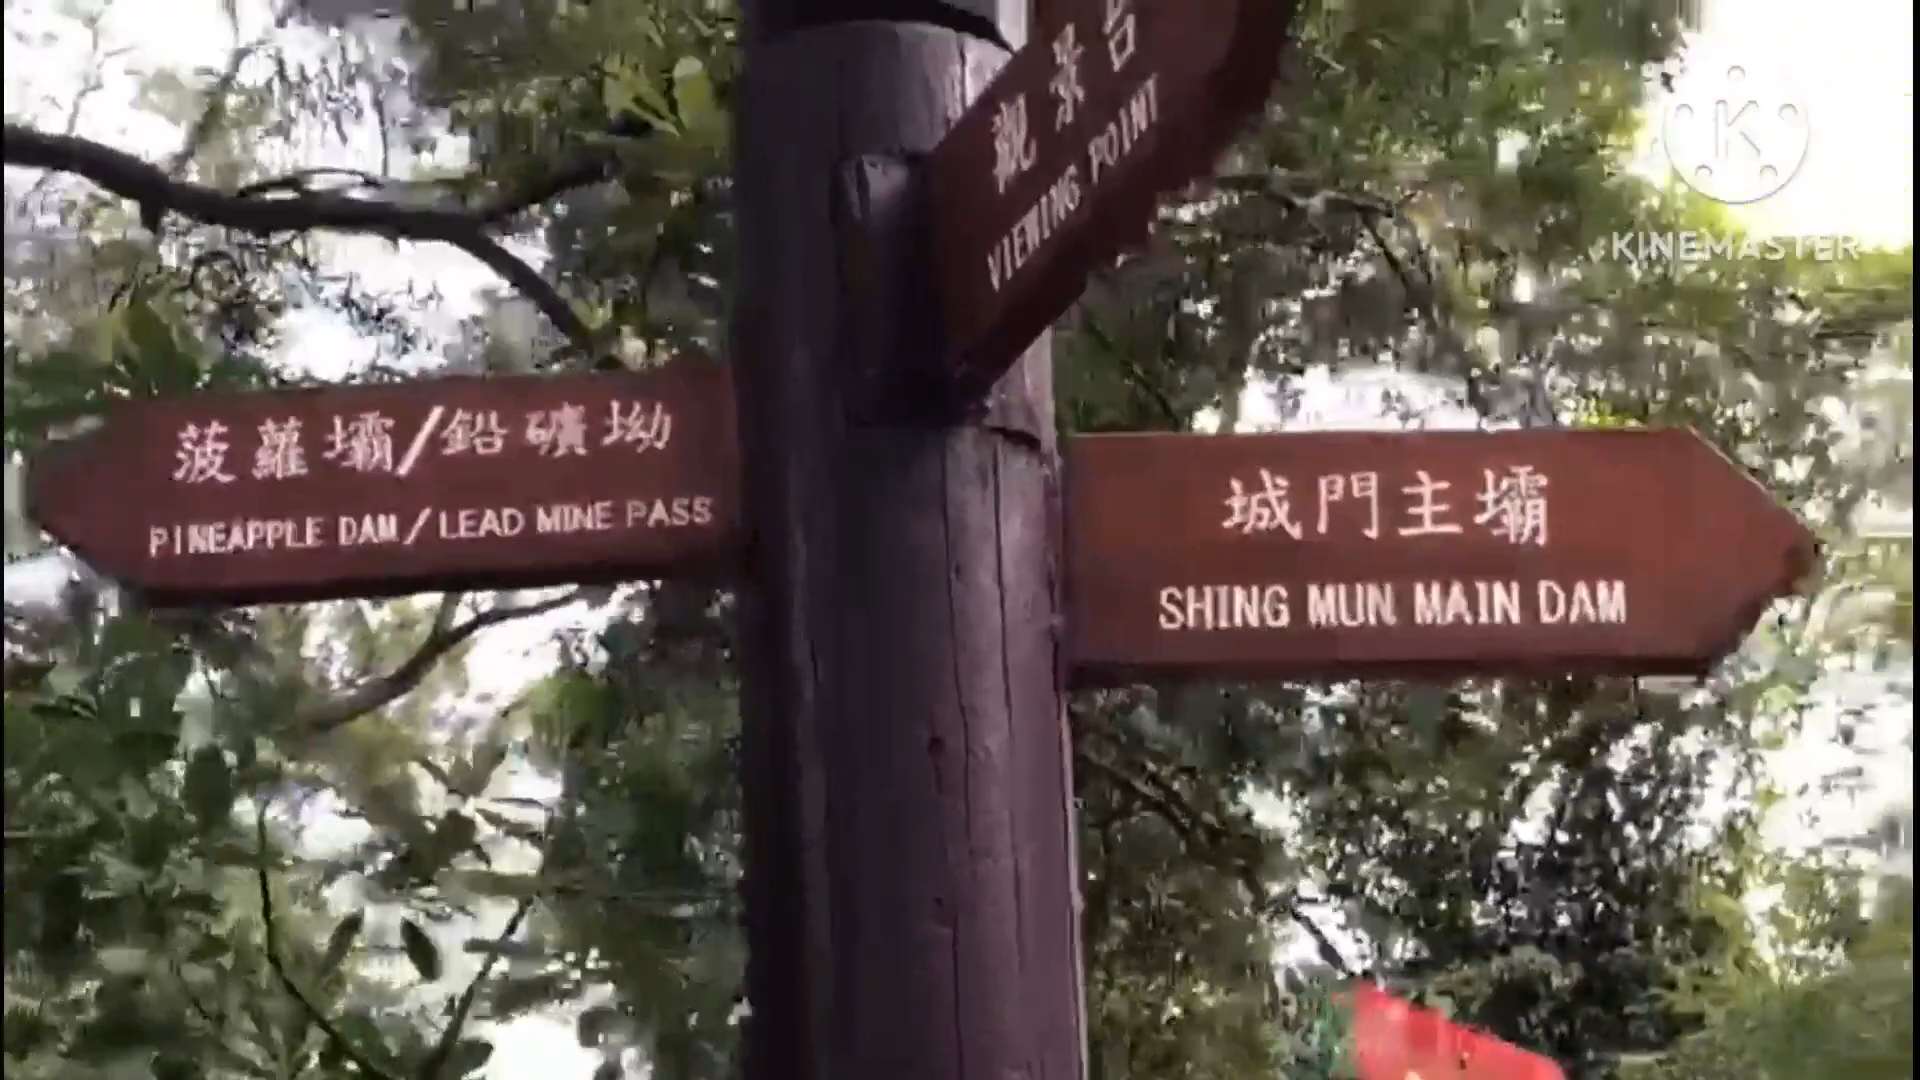 觀景台
VIEWING POINT
KINEMASTER
菠蘿壩/鉛礦坳
PINEAPPLE DAM/LEAD MINE PASS
城門主壩
SHING MUN MAIN DAM